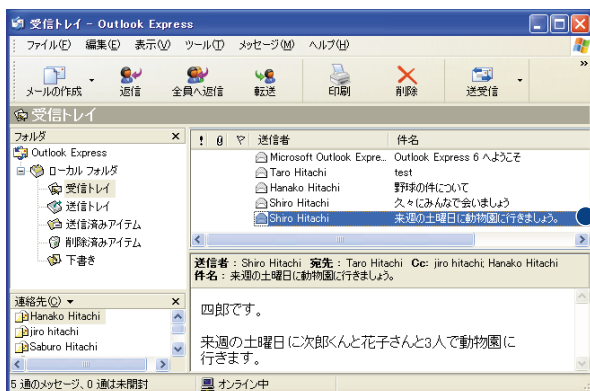 受信トレイ - Outlook Express
ファイル(F) 編集(E) 表示(V) ツール(T) メッセージ(M) ヘルプ(H)
メールの作成 返信 全員へ返信 転送 印刷 削除 送受信
受信トレイ
フォルダ
Outlook Express
ローカル フォルダ
受信トレイ
送信トレイ
送信済みアイテム
削除済みアイテム
下書き
連絡先(C)
Hanako Hitachi
jiro hitachi
Saburo Hitachi
送信者 件名
Microsoft Outlook Expre... Outlook Express 6 へようこそ
Taro Hitachi test
Hanako Hitachi 野球の件について
Shiro Hitachi 久々にみんなで会いましょう
Shiro Hitachi 来週の土曜日に動物園に行きましょう。
送信者 : Shiro Hitachi 宛先 : Taro Hitachi Cc: jiro hitachi; Hanako Hitachi
件名 : 来週の土曜日に動物園に行きましょう。
四郎です。
来週の土曜日に次郎くんと花子さんと3人で動物園に
行きます。
5 通のメッセージ、0 通は未開封 オンライン中